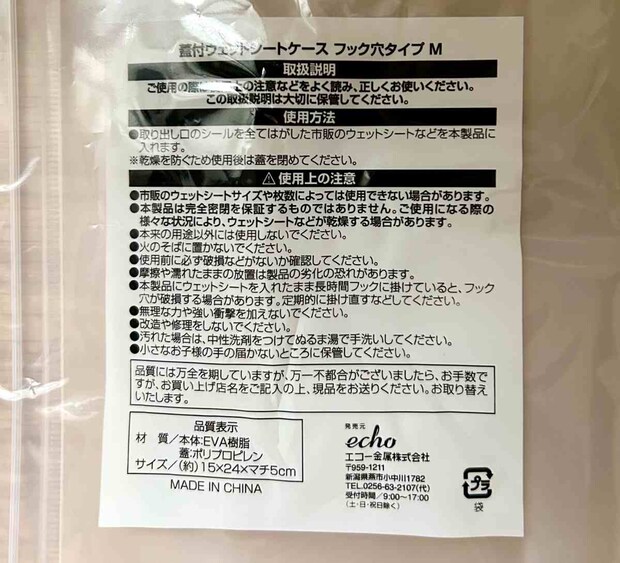 蓋付ウェットシートケース フック穴タイプ M
取扱説明
ご使用の際は上の注意などをよく読み、正しくお使いください。
この取扱説明は大切に保管してください。
使用方法
●取り出し口のシールを全てはがした市販のウェットシートなどを本製品に
入れます。
※乾燥を防ぐため使用後は蓋を閉めてください。
⚠使用上の注意
●市販のウェットシートサイズや枚数によっては使用できない場合があります。
●本製品は完全密閉を保証するものではありません。ご使用になる際の
様々な状況により、ウェットシートなどが乾燥する場合があります。
●本来の用途以外には使用しないでください。
●火のそばに置かないでください。
●使用前に必ず破損などがないか確認してください。
●摩擦や濡れたままの放置は製品の劣化の恐れがあります。
●本製品にウェットシートを入れたまま長時間フックに掛けていると、フック
穴が破損する場合があります。定期的に掛け直すなどしてください。
●無理な力や強い衝撃を加えないでください。
●改造や修理をしないでください。
●汚れた場合は、中性洗剤をつけてぬるま湯で手洗いしてください。
●小さなお子様の手の届かないところに保管してください。
品質には万全を期していますが、万一不都合がございましたら、お手数で
すが、お買い上げ店名をご記入の上、現品をお送りください。お取り替え
いたします。
品質表示
材 質／本体:EVA樹脂
蓋:ポリプロピレン
サイズ／(約)15×24×マチ5cm
MADE IN CHINA
発売元
echo
エコー金属株式会社
〒959-1211
新潟県燕市小中川1782
TEL.0256-63-2107(代)
受付時間／9:00〜17:00
(土・日・祝日除く)
プラ
袋